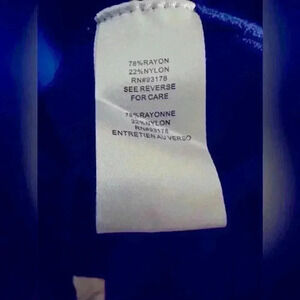 78%RAYON
22%NYLON
RN#93178
SEE REVERSE
FOR CARE
78%RAYONNE
22%NYLON
RN#93178
ENTRETIEN AU VERSO